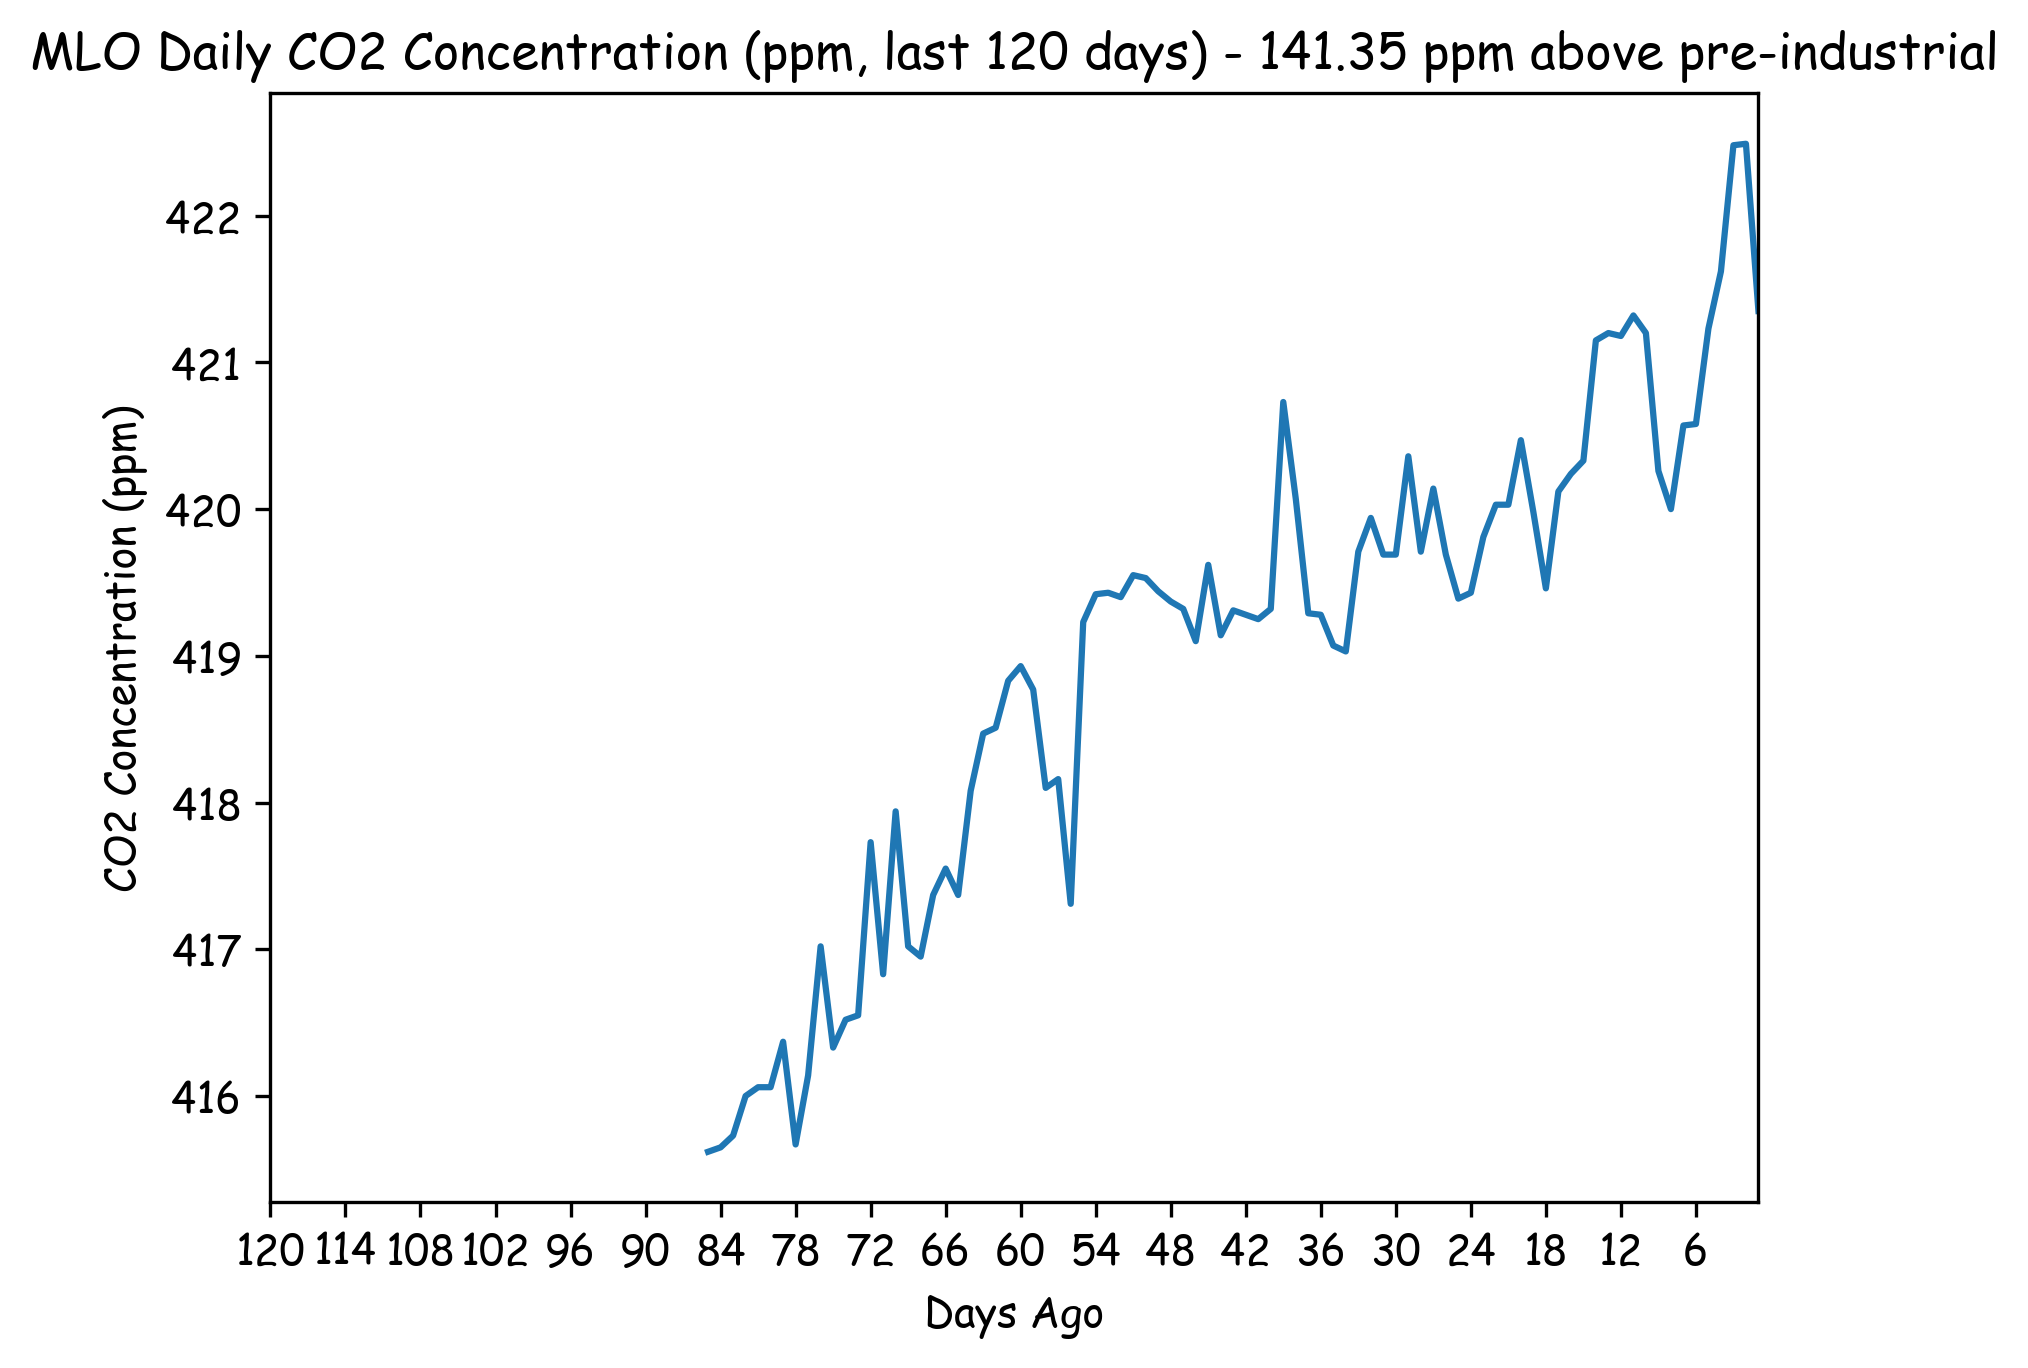 MLO Daily CO2 Concentration (ppm, last 120 days) - 141.35 ppm above pre-industrial
CO2 Concentration (ppm)
422
421
420
419
418
417
416
120 114 108 102 96 90 84 78 72 66 60 54 48 42 36 30 24 18 12 6
Days Ago